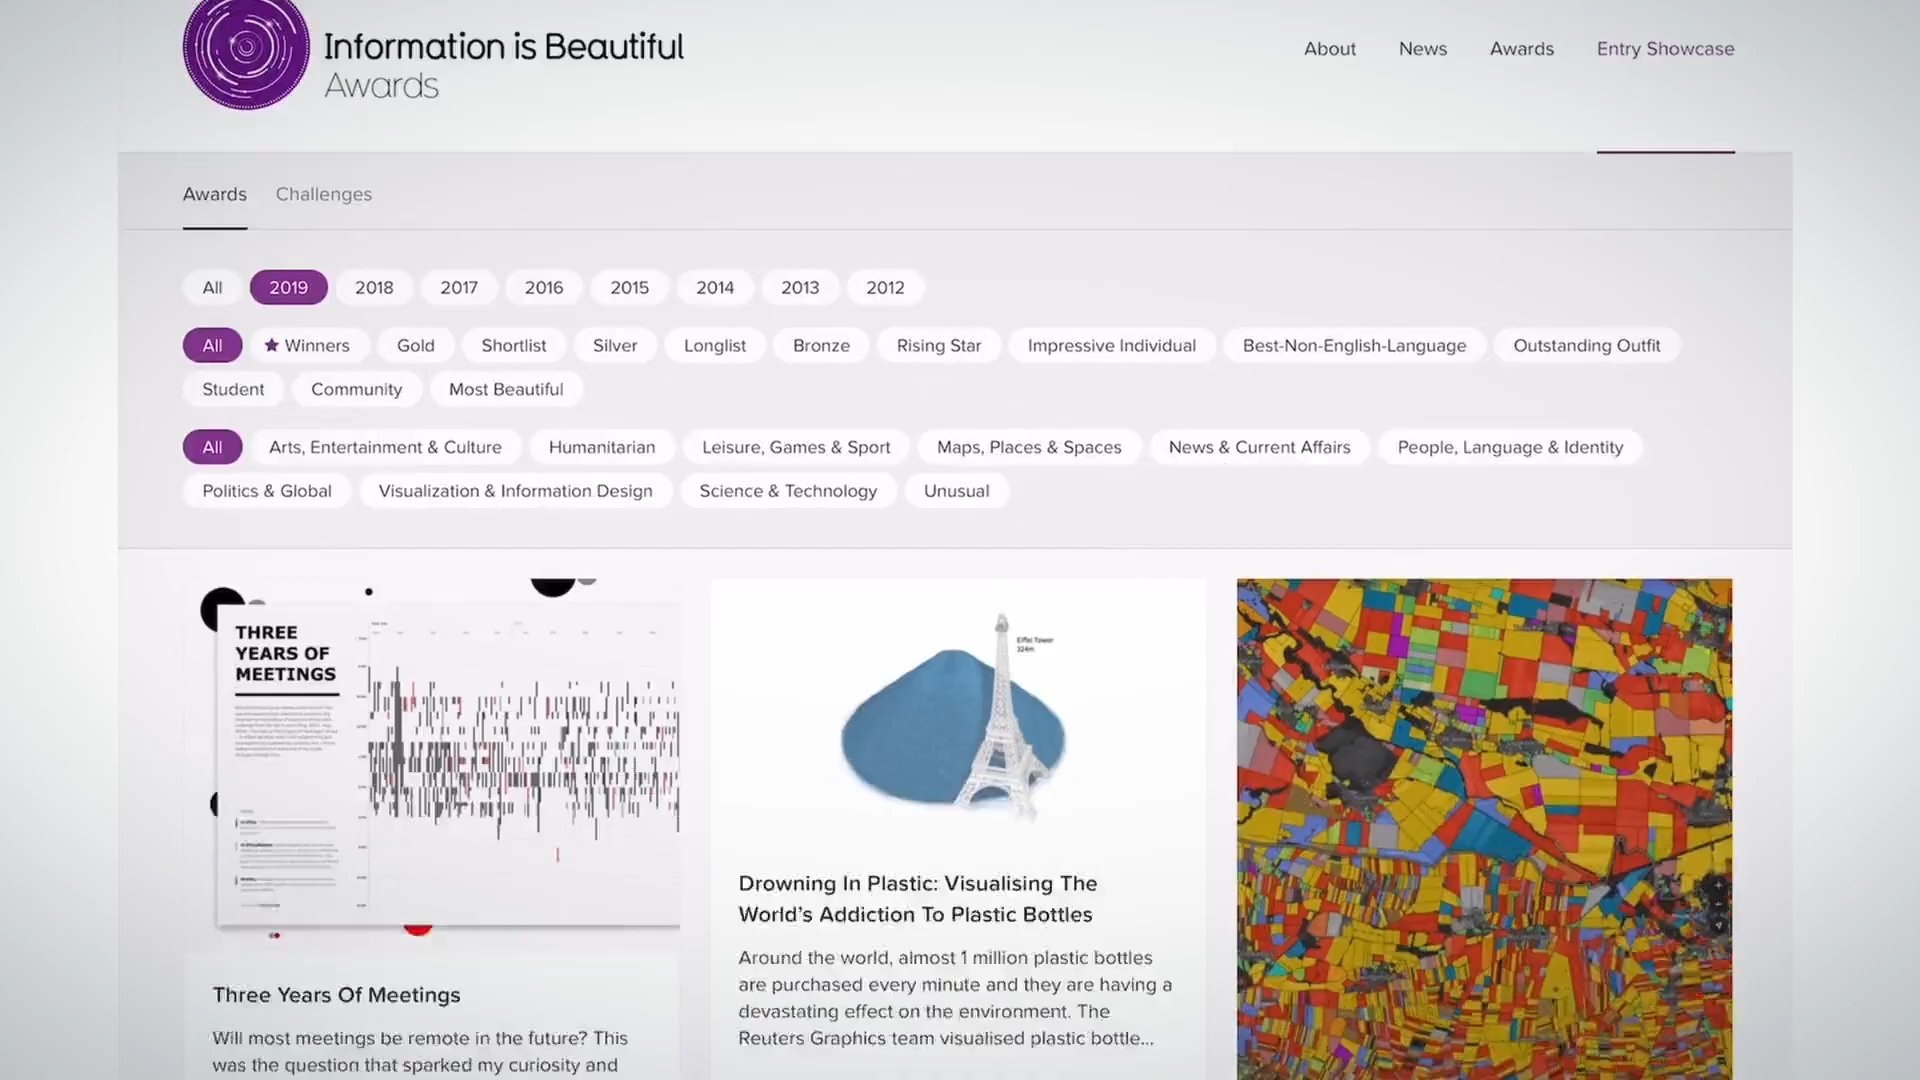 Information is Beautiful
Awards
About News Awards Entry Showcase
Awards Challenges
All 2019 2018 2017 2016 2015 2014 2013 2012
All ★ Winners Gold Shortlist Silver Longlist Bronze Rising Star Impressive Individual Best-Non-English-Language Outstanding Outfit
Student Community Most Beautiful
All Arts, Entertainment & Culture Humanitarian Leisure, Games & Sport Maps, Places & Spaces News & Current Affairs People, Language & Identity
Politics & Global Visualization & Information Design Science & Technology Unusual
THREE
YEARS OF
MEETINGS
Three Years Of Meetings
Will most meetings be remote in the future? This
was the question that sparked my curiosity and
Eiffel Tower
324m
Drowning In Plastic: Visualising The
World's Addiction To Plastic Bottles
Around the world, almost 1 million plastic bottles
are purchased every minute and they are having a
devastating effect on the environment. The
Reuters Graphics team visualised plastic bottle...